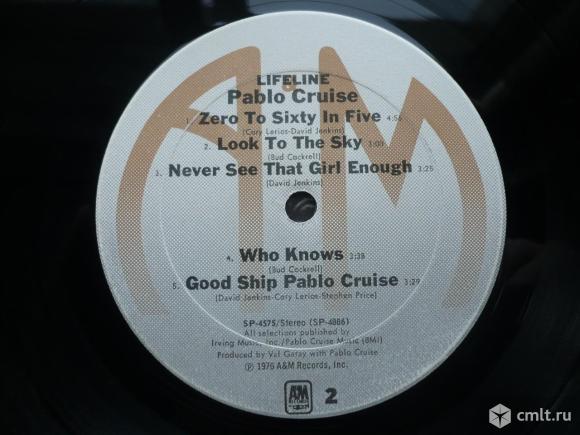 LIFELINE
Pablo Cruise
1. Zero To Sixty In Five 4:56
(Cory Lerios-David Jenkins)
2. Look To The Sky
(Bud Cockrell)
3. Never See That Girl Enough 3:25
(David Jenkins)
4. Who Knows 3:38
(Bud Cockrell)
5. Good Ship Pablo Cruise 3:29
(David Jenkins-Cory Lerios-Stephen Price)
SP-4575/Stereo (SP-4886)
All selections published by
Irving Music, Inc./Pablo Cruise Music (BMI)
Produced by Val Garay with Pablo Cruise
℗ 1976 A&M Records, Inc.
A&M
RECORDS
2
cmlt.ru